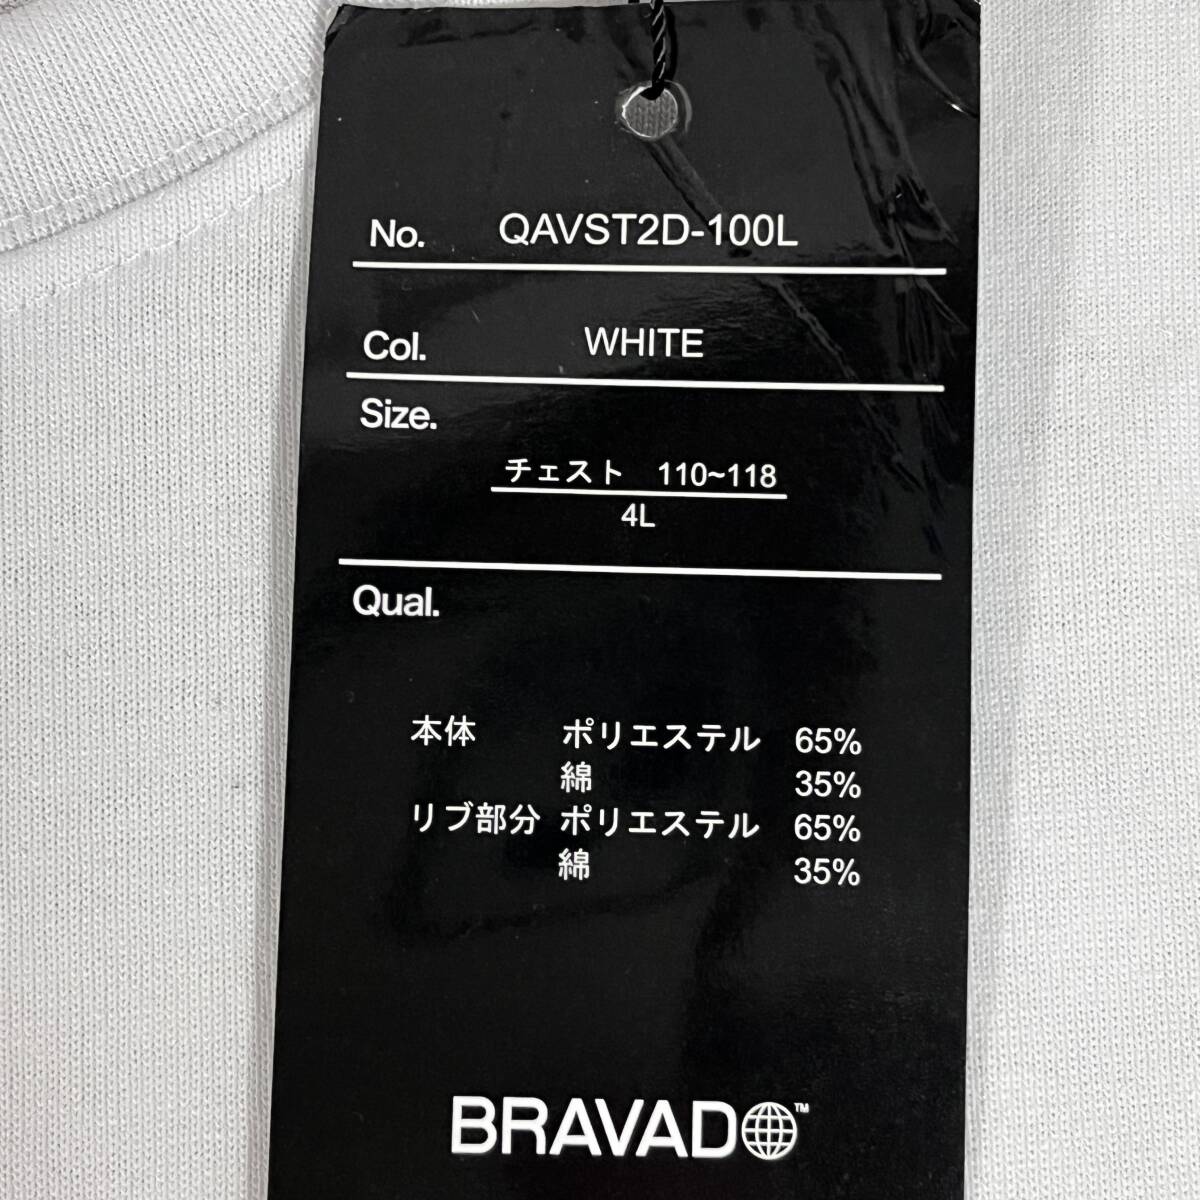 No. QAVST2D-100L
Col. WHITE
Size.
チェスト 110~118
4L
Qual.
本体 ポリエステル 65%
綿 35%
リブ部分 ポリエステル 65%
綿 35%
BRAVADO™